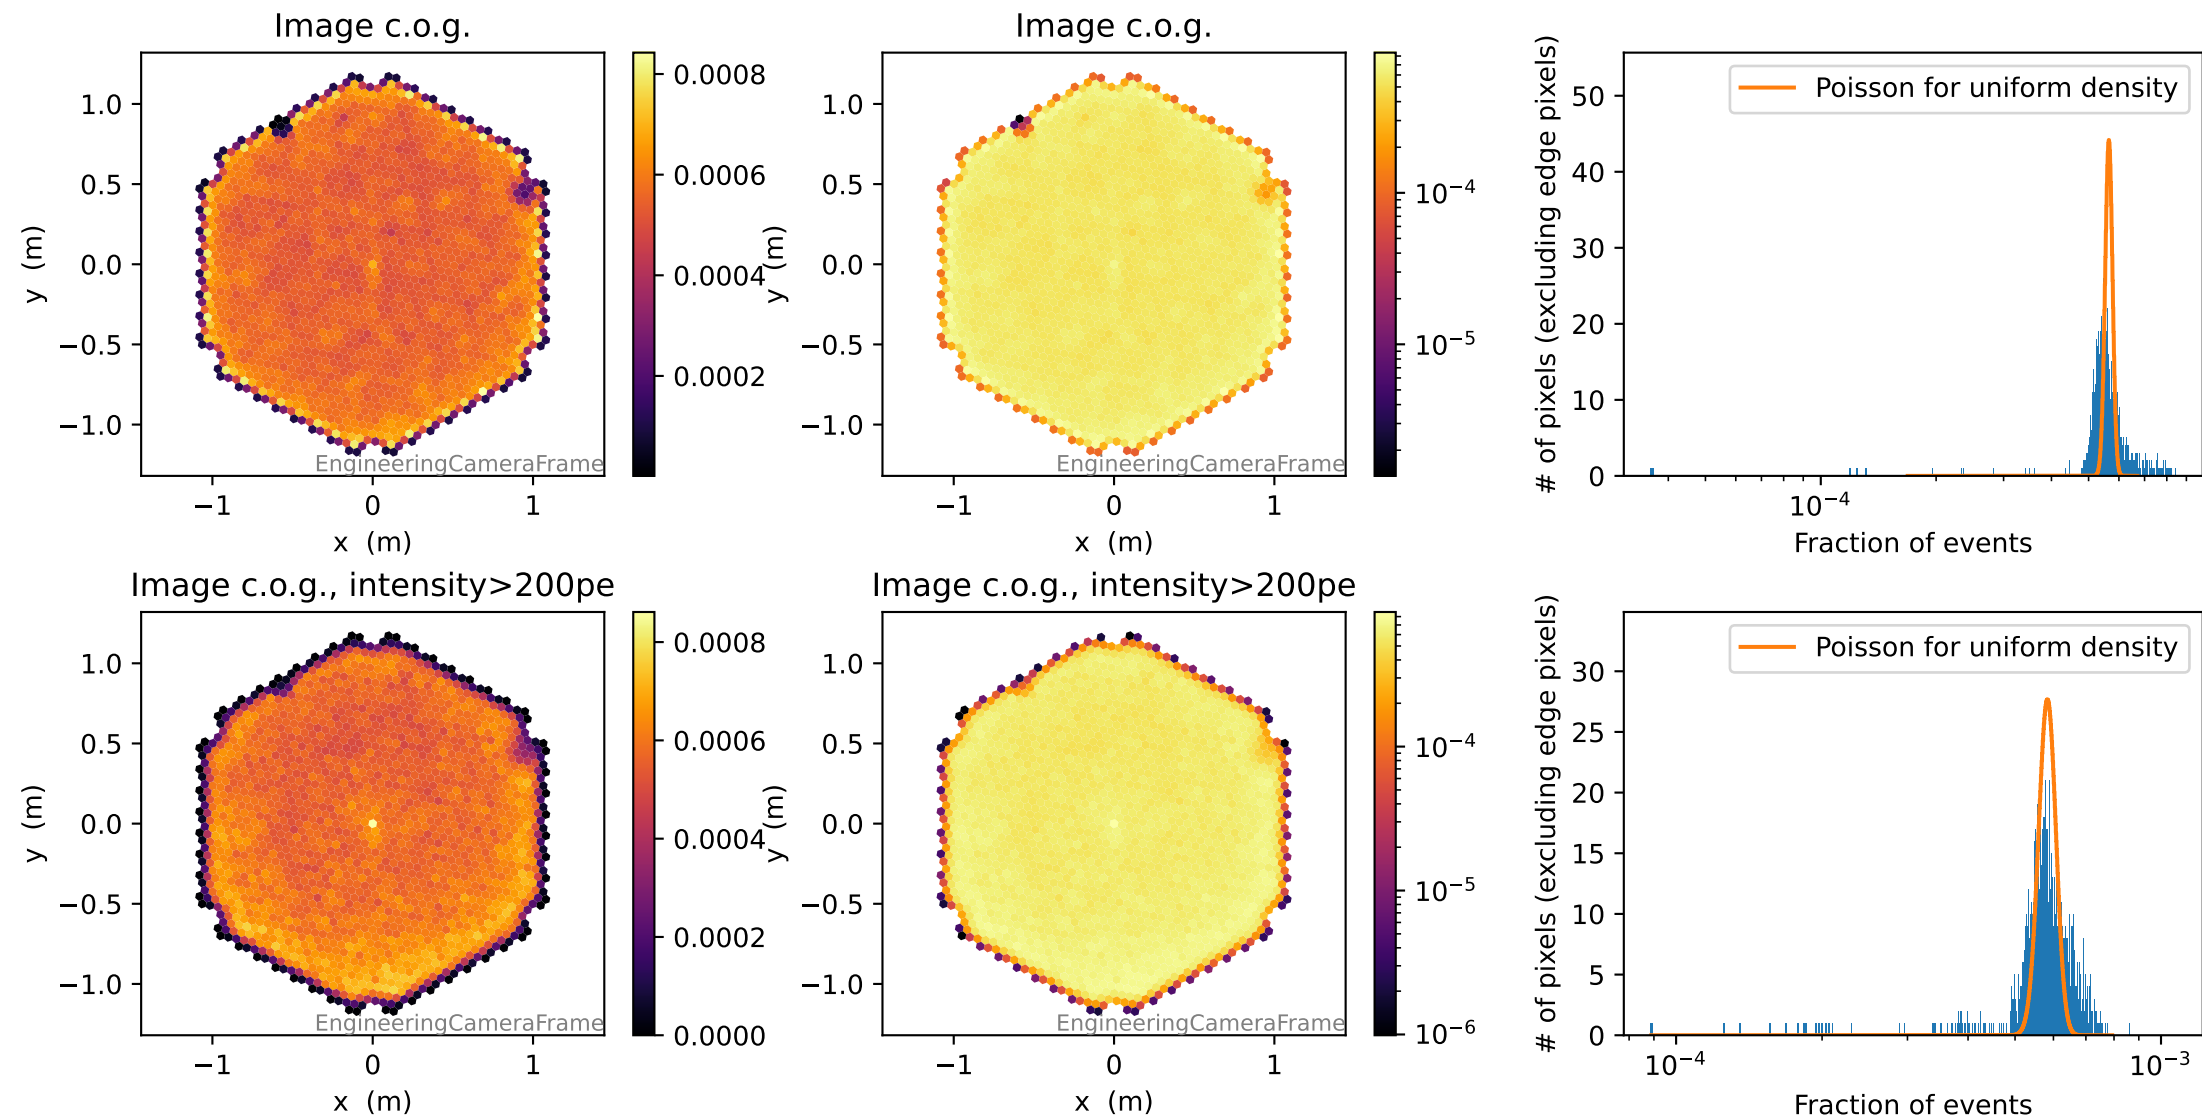 Image c.o.g.
1.0
0.5
0.0
−0.5
−1.0
y (m)
−1
0
1
x (m)
EngineeringCameraFrame
0.0008
0.0006
0.0004
0.0002
Image c.o.g.
1.0
0.5
0.0
−0.5
−1.0
y (m)
−1
0
1
x (m)
EngineeringCameraFrame
10⁻⁴
10⁻⁵
Poisson for uniform density
# of pixels (excluding edge pixels)
50
40
30
20
10
0
10⁻⁴
Fraction of events
Image c.o.g., intensity>200pe
1.0
0.5
0.0
−0.5
−1.0
y (m)
−1
0
1
x (m)
EngineeringCameraFrame
0.0008
0.0006
0.0004
0.0002
0.0000
Image c.o.g., intensity>200pe
1.0
0.5
0.0
−0.5
−1.0
y (m)
−1
0
1
x (m)
EngineeringCameraFrame
10⁻⁴
10⁻⁵
10⁻⁶
Poisson for uniform density
# of pixels (excluding edge pixels)
30
25
20
15
10
5
0
10⁻⁴
10⁻³
Fraction of events